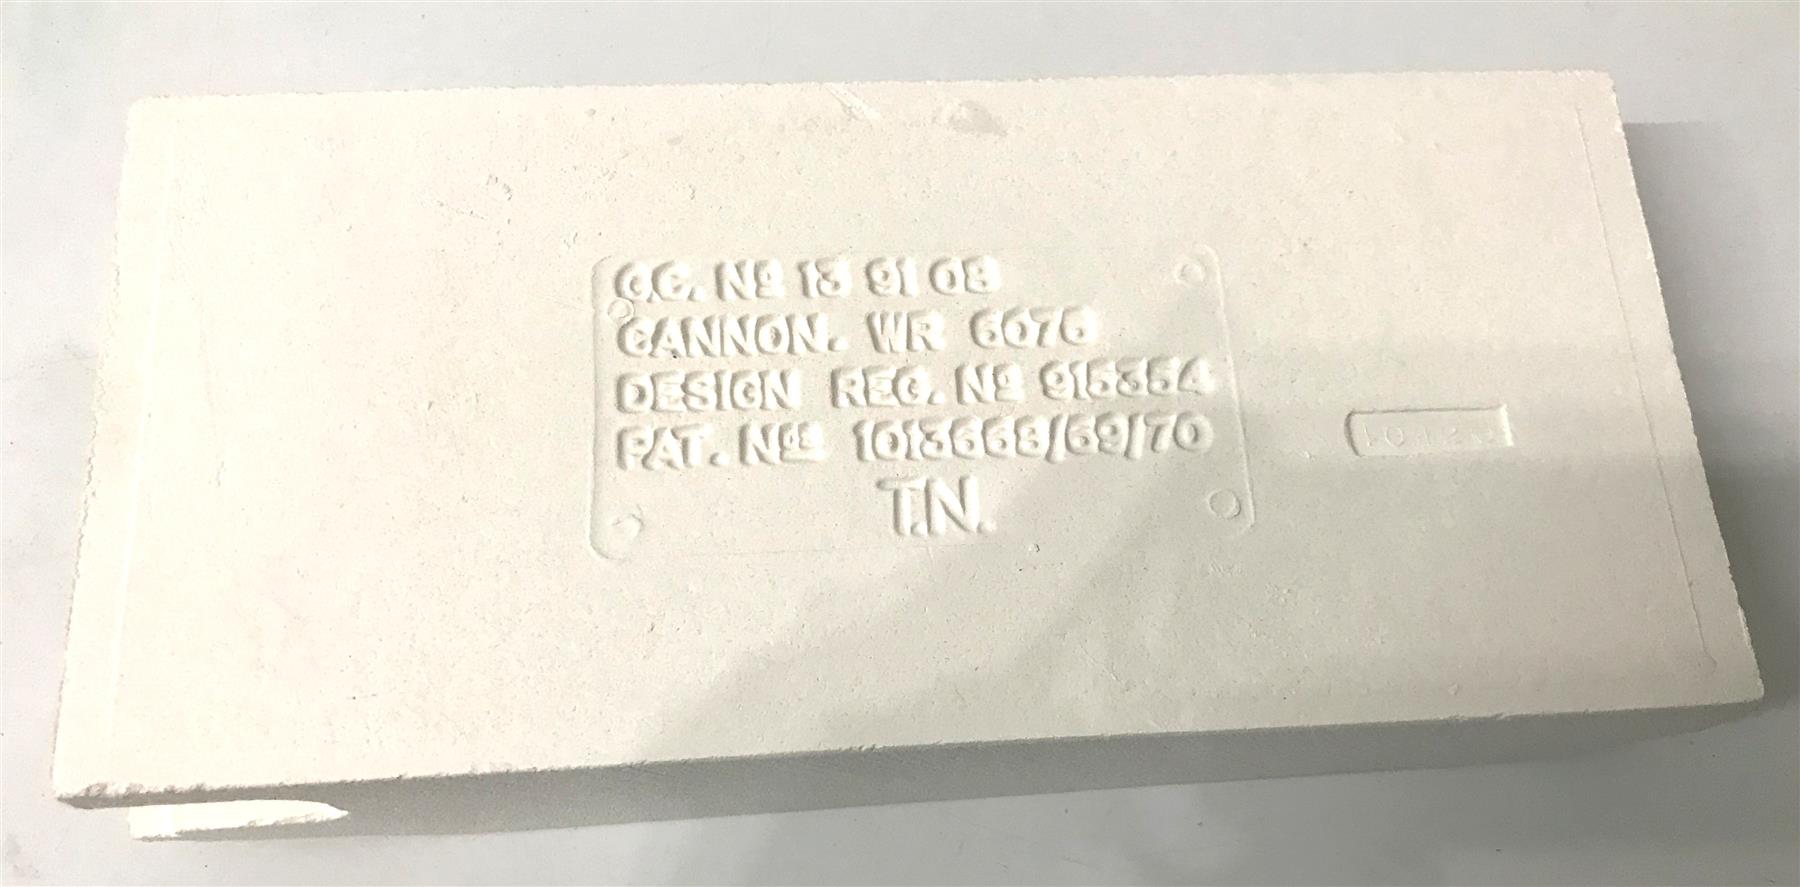 G.C. Nº 13 91 08
CANNON. WR 6076
DESIGN REG. Nº 915354
PAT. Nos 1013668/69/70
T.N.